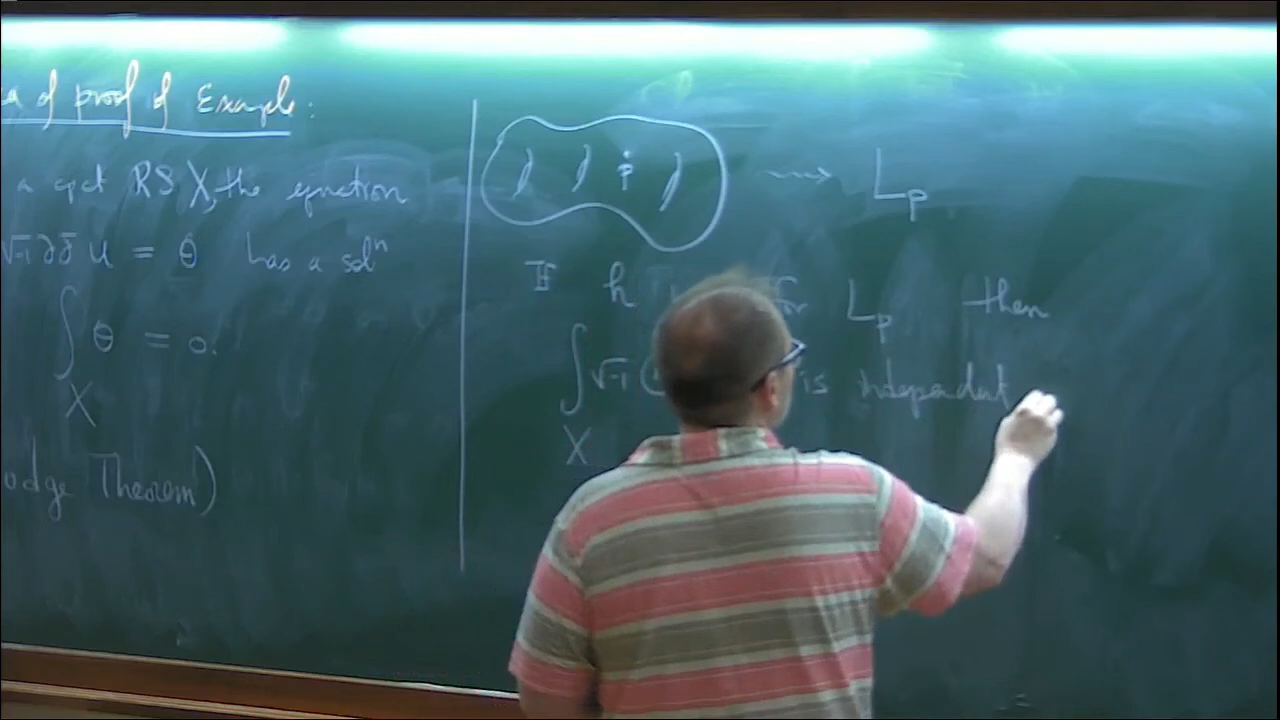 of proof of Example:
a cpct RS X, the equation
√-1 ∂∂̄ u = θ has a solⁿ
∫ θ = 0.
X
odge Theorem)
p
L_p
If h for L_p then
∫ √-1 is independent
X